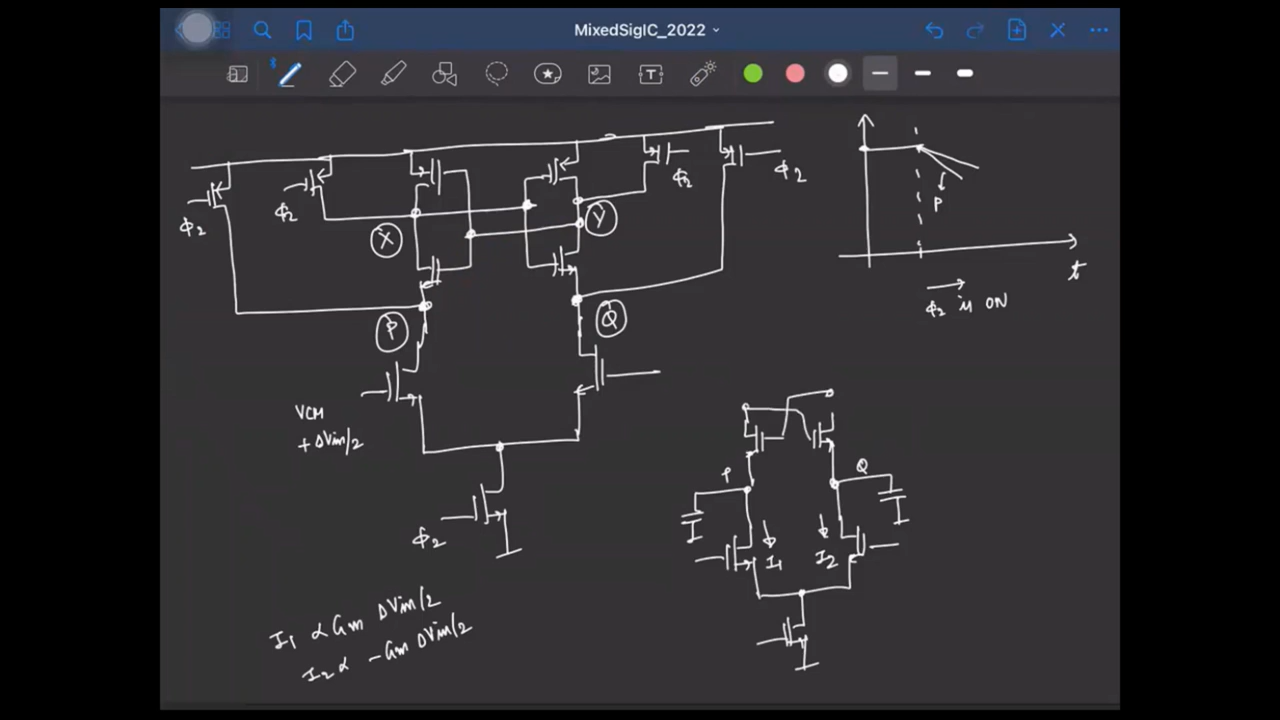 MixedSigIC_2022
T
Φ2
Φ2
Φ2
Φ2
X
Y
P
Q
P
t
Φ2 is ON
VCM
+ ΔVin/2
Φ2
P
Q
I1
I2
I1 α Gm ΔVin/2
I2 α -Gm ΔVin/2